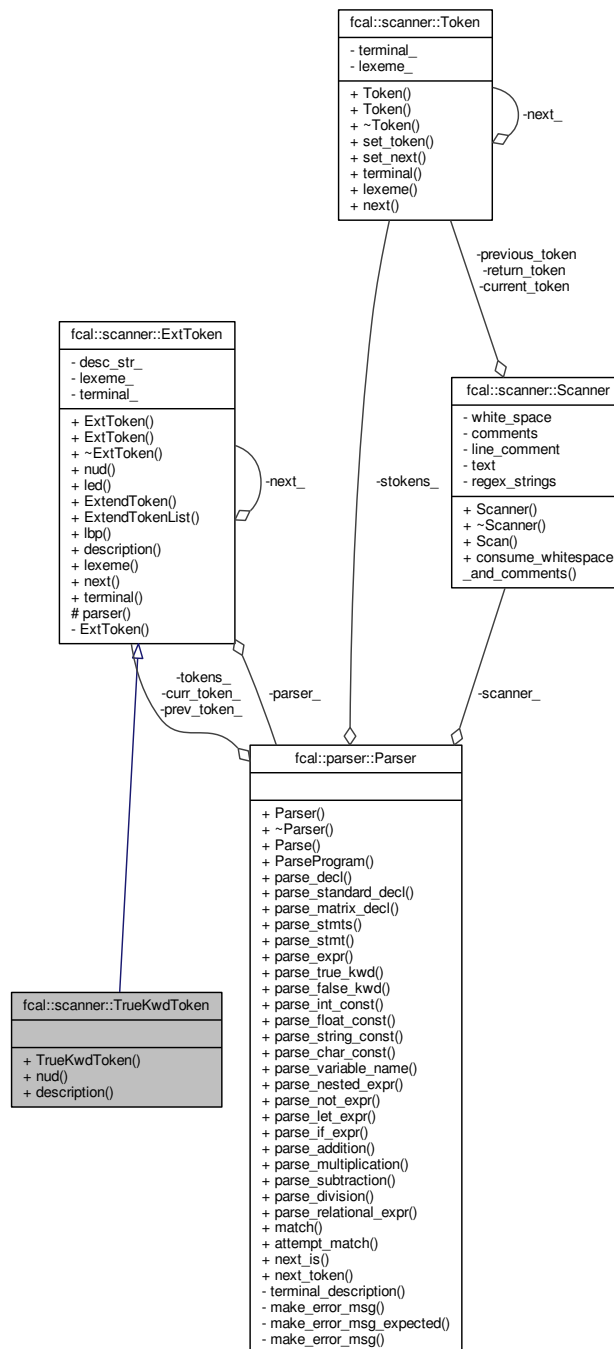 fcal::scanner::Token
- terminal_
- lexeme_
+ Token()
+ Token()
+ ~Token()
+ set_token()
+ set_next()
+ terminal()
+ lexeme()
+ next()
-next_
-previous_token
-return_token
-current_token
fcal::scanner::ExtToken
- desc_str_
- lexeme_
- terminal_
+ ExtToken()
+ ExtToken()
+ ~ExtToken()
+ nud()
+ led()
+ ExtendToken()
+ ExtendTokenList()
+ lbp()
+ description()
+ lexeme()
+ next()
+ terminal()
# parser()
- ExtToken()
-next_
-stokens_
fcal::scanner::Scanner
- white_space
- comments
- line_comment
- text
- regex_strings
+ Scanner()
+ ~Scanner()
+ Scan()
+ consume_whitespace
_and_comments()
-tokens_
-curr_token_
-prev_token_
-parser_
-scanner_
fcal::parser::Parser
+ Parser()
+ ~Parser()
+ Parse()
+ ParseProgram()
+ parse_decl()
+ parse_standard_decl()
+ parse_matrix_decl()
+ parse_stmts()
+ parse_stmt()
+ parse_expr()
+ parse_true_kwd()
+ parse_false_kwd()
+ parse_int_const()
+ parse_float_const()
+ parse_string_const()
+ parse_char_const()
+ parse_variable_name()
+ parse_nested_expr()
+ parse_not_expr()
+ parse_let_expr()
+ parse_if_expr()
+ parse_addition()
+ parse_multiplication()
+ parse_subtraction()
+ parse_division()
+ parse_relational_expr()
+ match()
+ attempt_match()
+ next_is()
+ next_token()
- terminal_description()
- make_error_msg()
- make_error_msg_expected()
- make_error_msg()
fcal::scanner::TrueKwdToken
+ TrueKwdToken()
+ nud()
+ description()